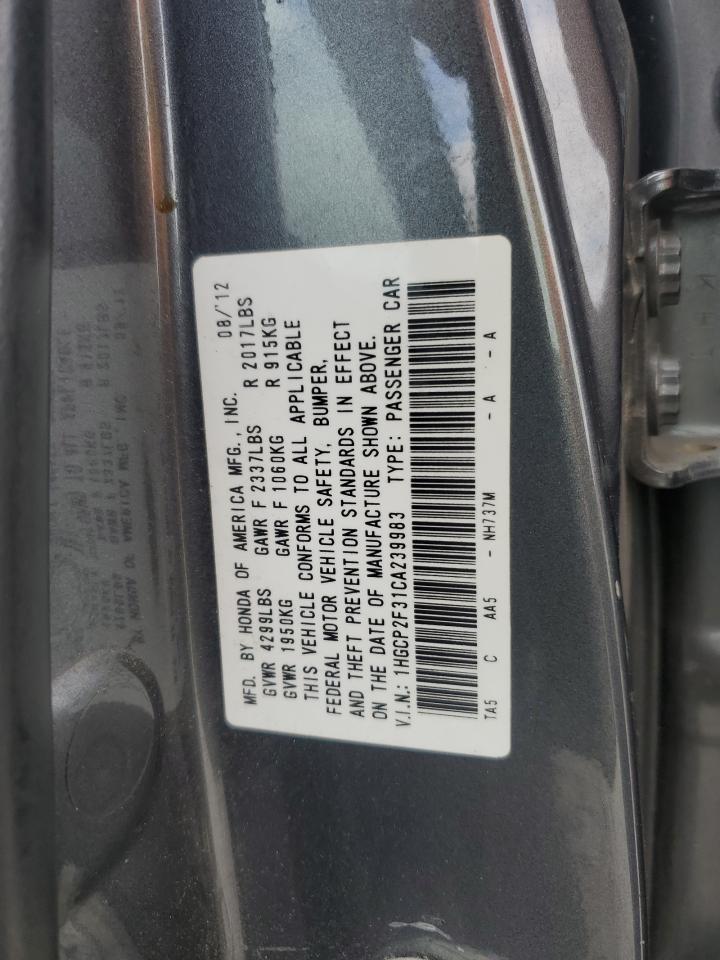 MFD. BY HONDA OF AMERICA MFG., INC. 08/'12
GVWR 4299LBS GAWR F 2337LBS R 2017LBS
GVWR 1950KG GAWR F 1060KG R 915KG
THIS VEHICLE CONFORMS TO ALL APPLICABLE
FEDERAL MOTOR VEHICLE SAFETY, BUMPER,
AND THEFT PREVENTION STANDARDS IN EFFECT
ON THE DATE OF MANUFACTURE SHOWN ABOVE.
V.I.N.: 1HGCP2F31CA239983 TYPE: PASSENGER CAR
TA5 C AA5 - NH737M - A - A